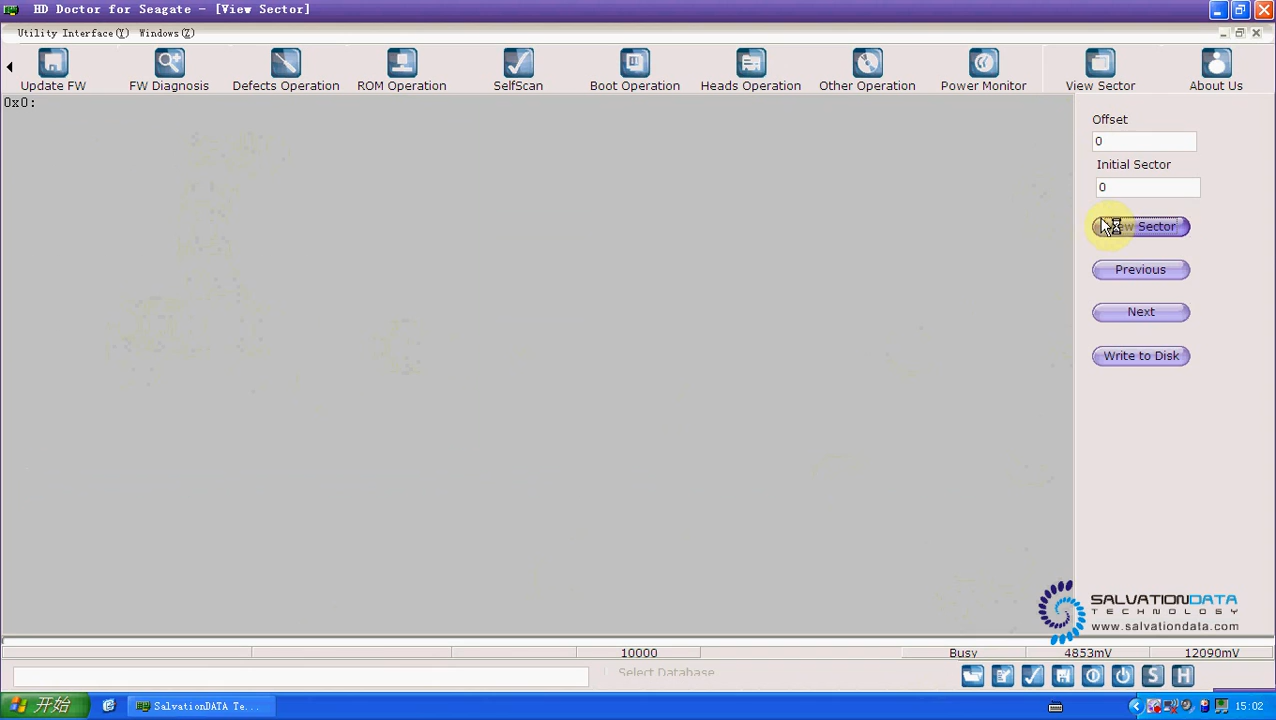 HD Doctor for Seagate - [View Sector]
Utility Interface(Y) Windows(Z)
Update FW FW Diagnosis Defects Operation ROM Operation SelfScan Boot Operation Heads Operation Other Operation Power Monitor View Sector About Us
0x0:
Offset
0
Initial Sector
0
Sector
Previous
Next
Write to Disk
SALVATIONDATA
TECHNOLOGY
www.salvationdata.com
10000 Busy 4853mV 12090mV
Select Database
S H
开始 SalvationDATA Te... 15:02